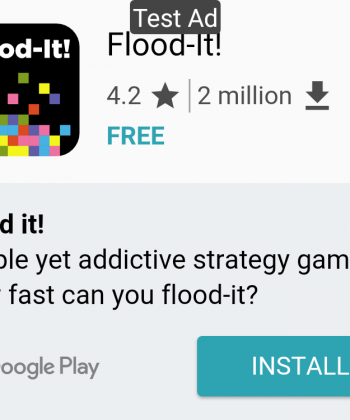 Test Ad
ood-It!
Flood-It!
4.2 2 million
FREE
d it!
ple yet addictive strategy gam
fast can you flood-it?
oogle Play
INSTALL